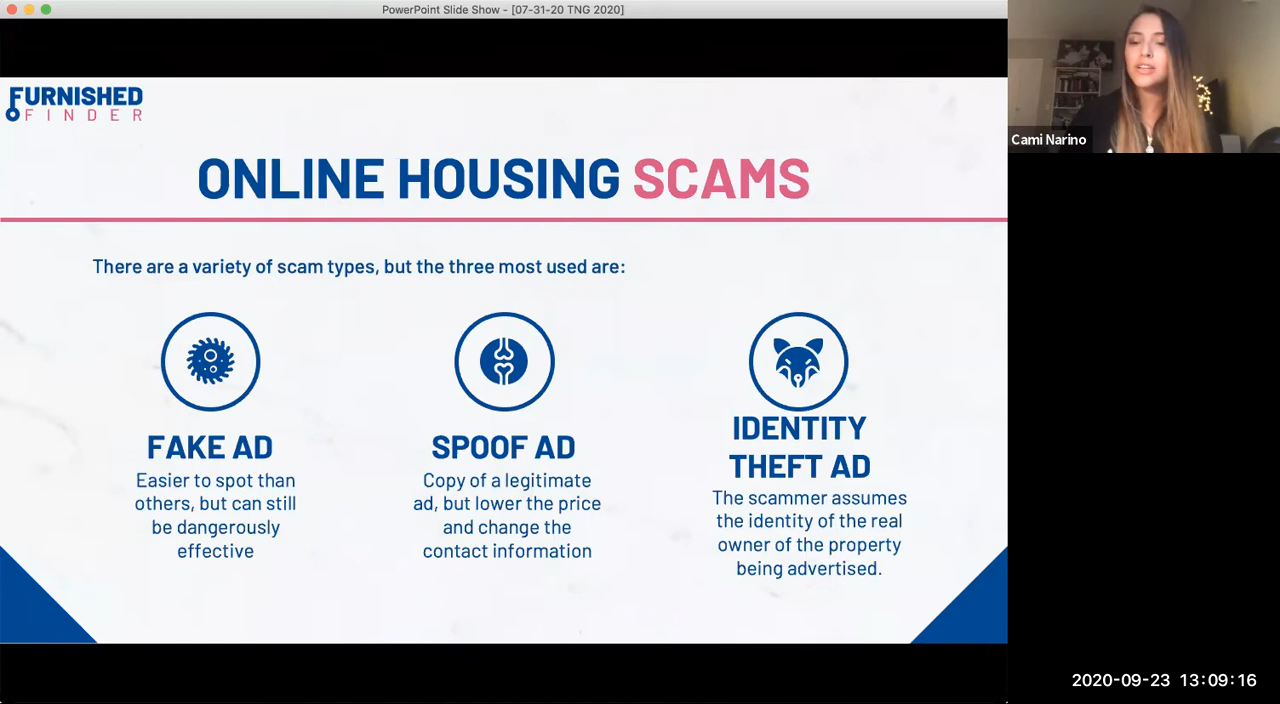 PowerPoint Slide Show - [07-31-20 TNG 2020]
FURNISHED
FINDER
Cami Narino
ONLINE HOUSING SCAMS
There are a variety of scam types, but the three most used are:
FAKE AD
Easier to spot than
others, but can still
be dangerously
effective
SPOOF AD
Copy of a legitimate
ad, but lower the price
and change the
contact information
IDENTITY
THEFT AD
The scammer assumes
the identity of the real
owner of the property
being advertised.
2020-09-23 13:09:16